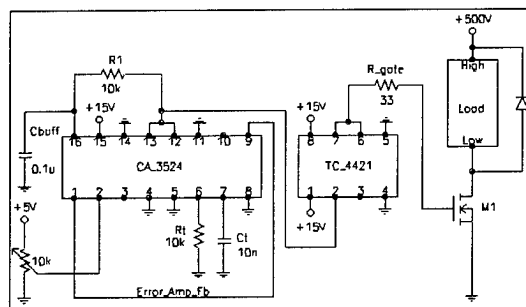 +500V
R1
10k
R_gate
33
High
Load
Low
+15V
+15V
Cbuff
0.1u
16 15 14 13 12 11 10 9
CA_3524
1 2 3 4 5 6 7 8
8 7 6 5
TC_4421
1 2 3 4
+15V
M1
+5V
10k
Rt
10k
Ct
10n
Error_Amp_Fb